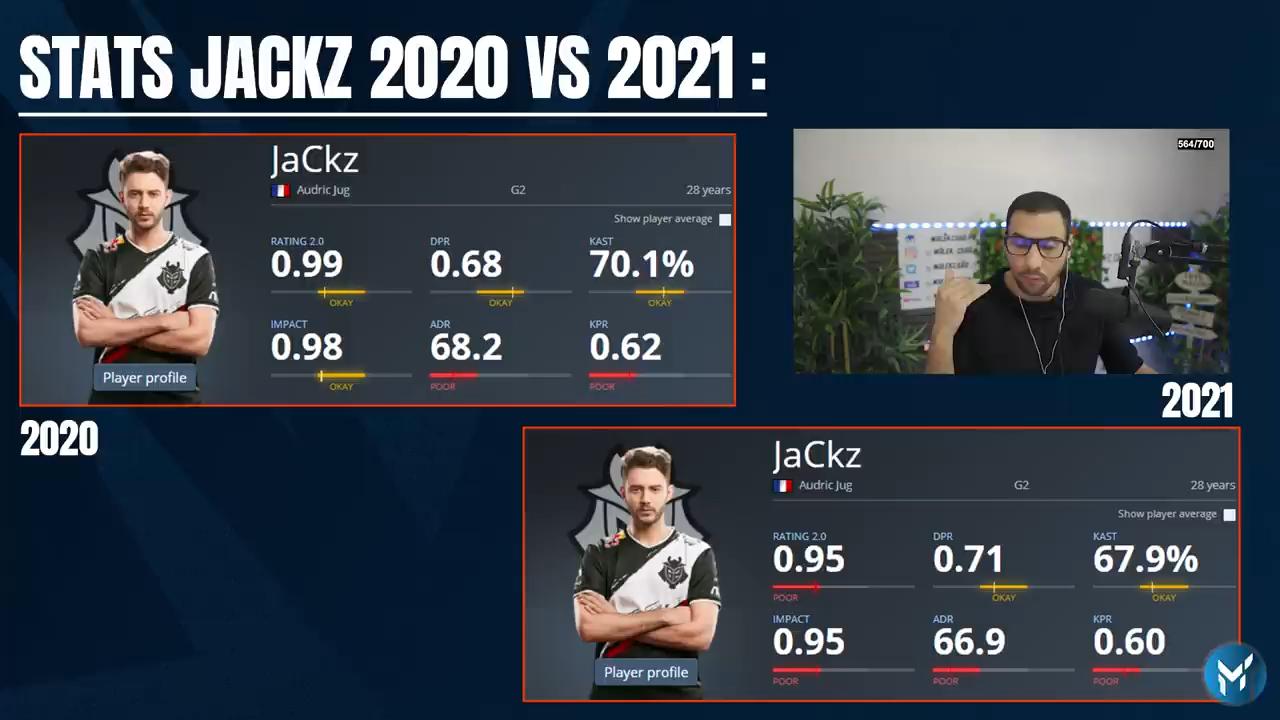 STATS JACKZ 2020 VS 2021 :
JaCkz
Audric Jug G2 28 years
Show player average
RATING 2.0 DPR KAST
0.99 0.68 70.1%
OKAY OKAY OKAY
IMPACT ADR KPR
0.98 68.2 0.62
OKAY POOR POOR
Player profile
2020
564/700
2021
JaCkz
Audric Jug G2 28 years
Show player average
RATING 2.0 DPR KAST
0.95 0.71 67.9%
POOR OKAY OKAY
IMPACT ADR KPR
0.95 66.9 0.60
POOR POOR POOR
Player profile